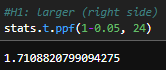 #H1: larger (right side)
stats.t.ppf(1-0.05, 24)
1.7108820799094275